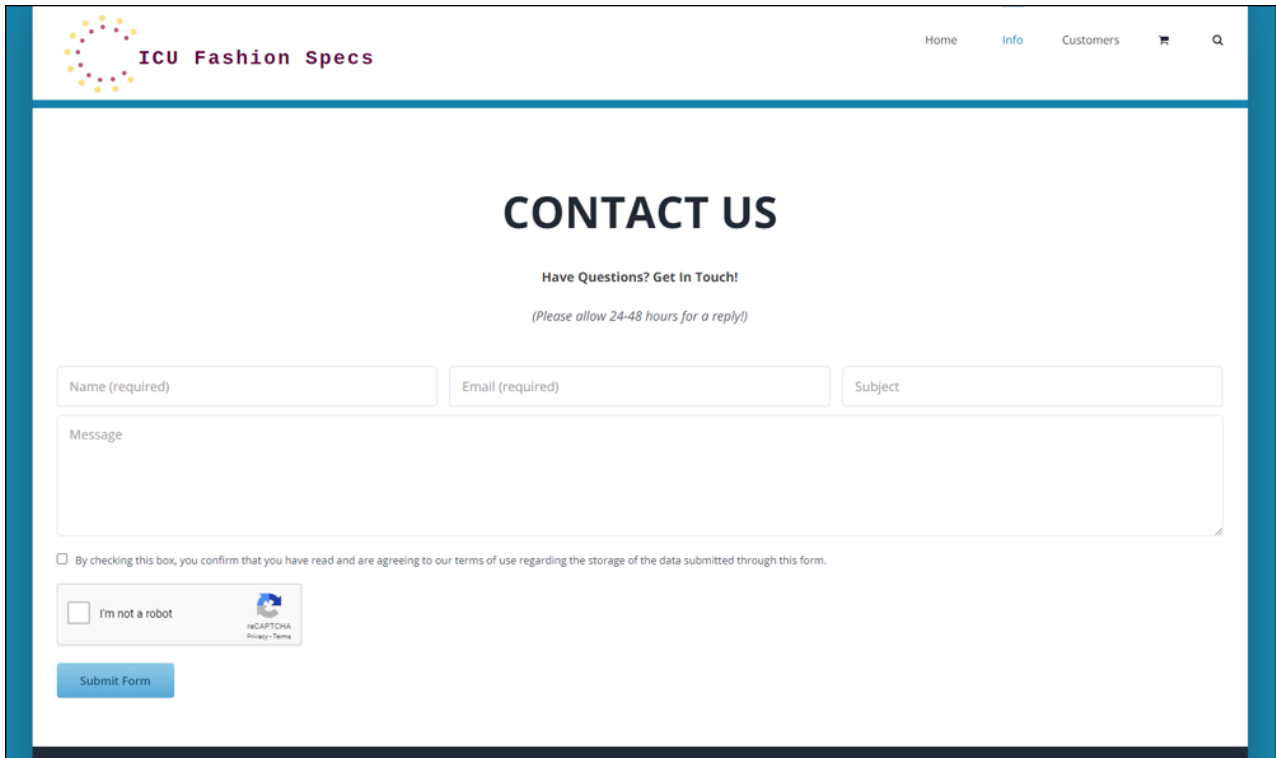 ICU Fashion Specs
Home Info Customers
CONTACT US
Have Questions? Get In Touch!
(Please allow 24-48 hours for a reply!)
Name (required) Email (required) Subject
Message
By checking this box, you confirm that you have read and are agreeing to our terms of use regarding the storage of the data submitted through this form.
I'm not a robot
reCAPTCHA
Privacy - Terms
Submit Form